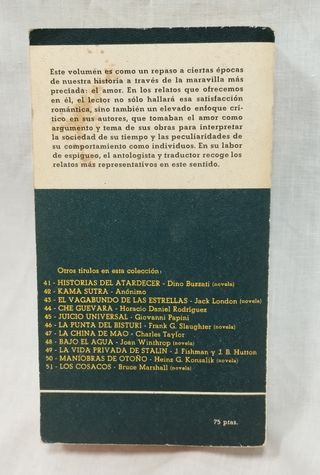 Este volumen es como un repaso a ciertas épocas
de nuestra historia a través de la maravilla más
preciada: el amor. En los relatos que ofrecemos
en él, el lector no sólo hallará esa satisfacción
romántica, sino también un elevado enfoque crí-
tico en sus autores, que tomaban el amor como
argumento y tema de sus obras para interpretar
la sociedad de su tiempo y las peculiaridades de
su comportamiento como individuos. En su labor
de espigueo, el antologista y traductor recoge los
relatos más representativos en este sentido.
Otros títulos en esta colección:
41 - HISTORIAS DEL ATARDECER - Dino Buzzati (novela)
42 - KAMA SUTRA - Anónimo
43 - EL VAGABUNDO DE LAS ESTRELLAS - Jack London (novela)
44 - CHE GUEVARA - Horacio Daniel Rodríguez
45 - JUICIO UNIVERSAL - Giovanni Papini
46 - LA PUNTA DEL BISTURI - Frank G. Slaughter (novela)
47 - LA CHINA DE MAO - Charles Taylor
48 - BAJO EL AGUA - Joan Winthrop (novela)
49 - LA VIDA PRIVADA DE STALIN - J. Fishman y J. B. Hutton
50 - MANIOBRAS DE OTOÑO - Heinz G. Konsalik (novela)
51 - LOS COSACOS - Bruce Marshall (novela)
75 ptas.